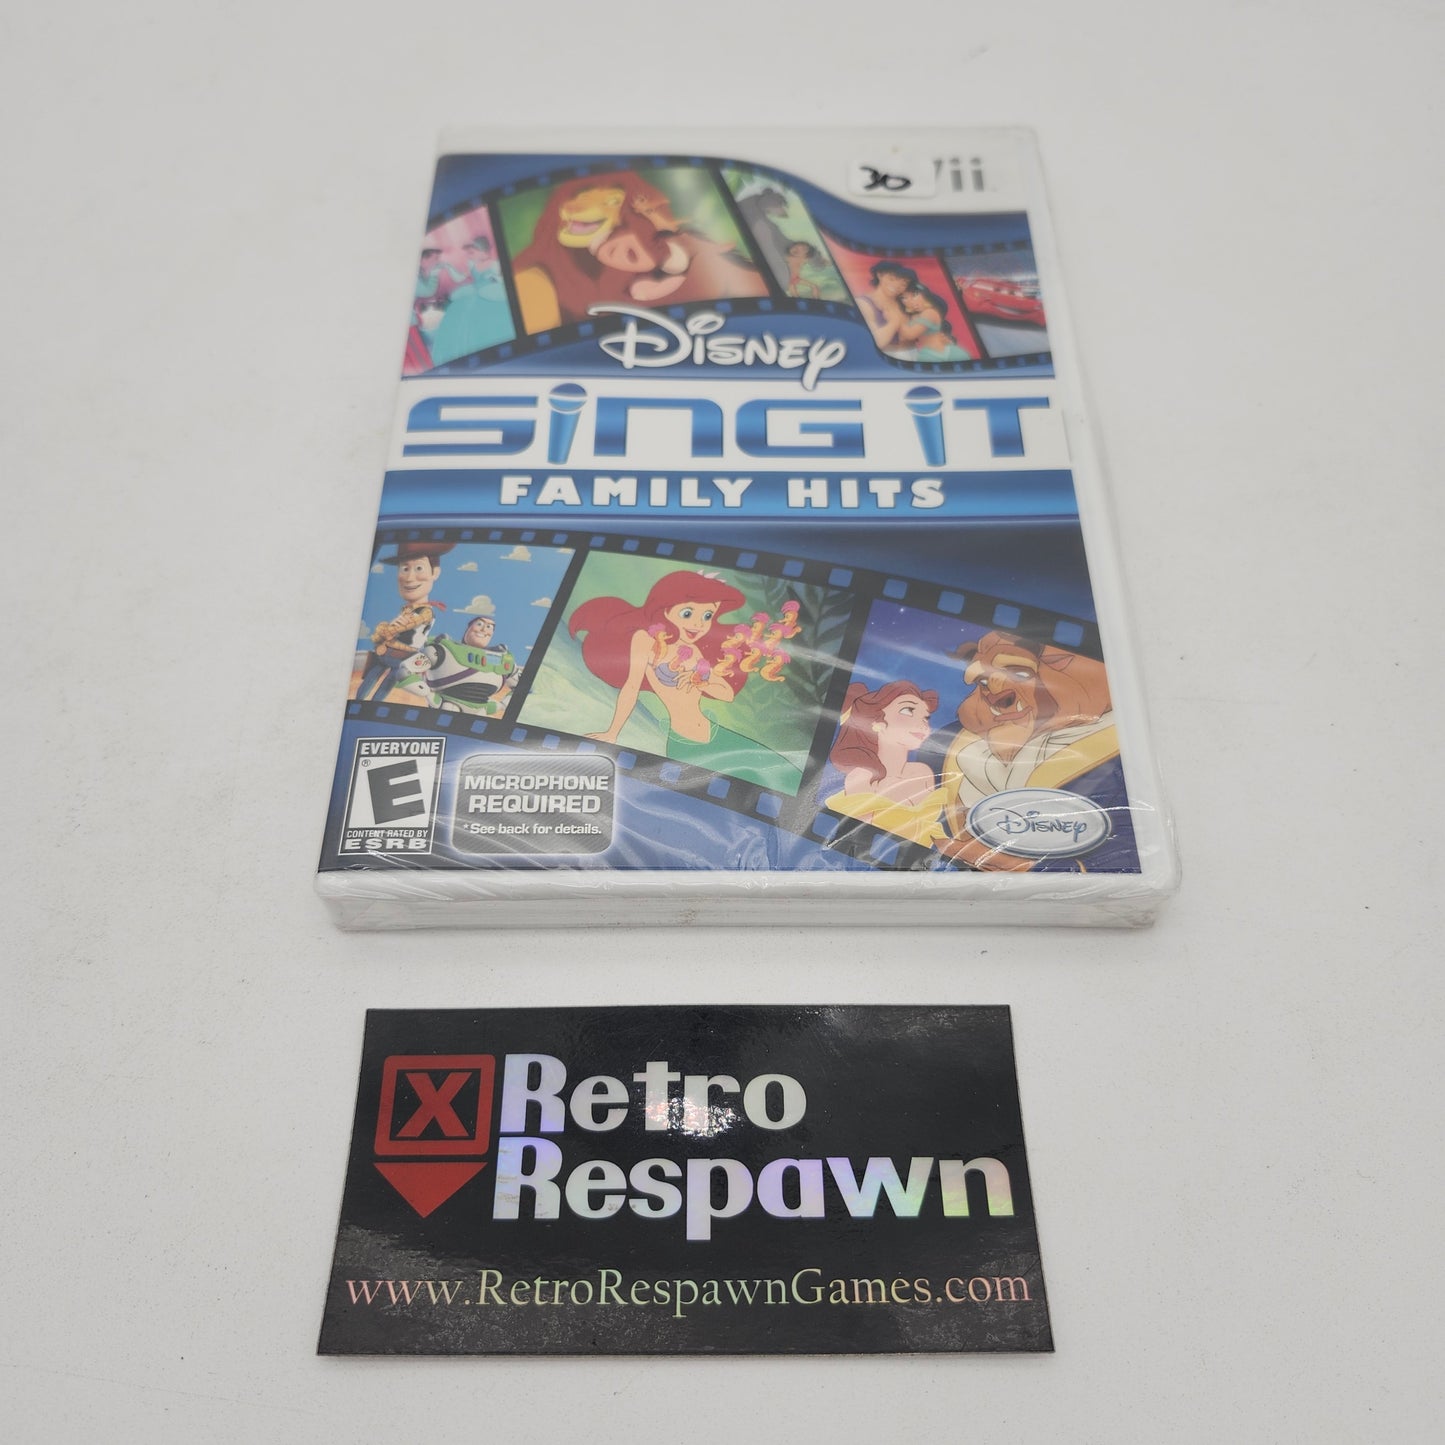 30
Wii
Disney
SING IT
FAMILY HITS
EVERYONE
E
®
CONTENT RATED BY
ESRB
MICROPHONE
REQUIRED
*See back for details.
Disney
X Retro
Respawn
www.RetroRespawnGames.com